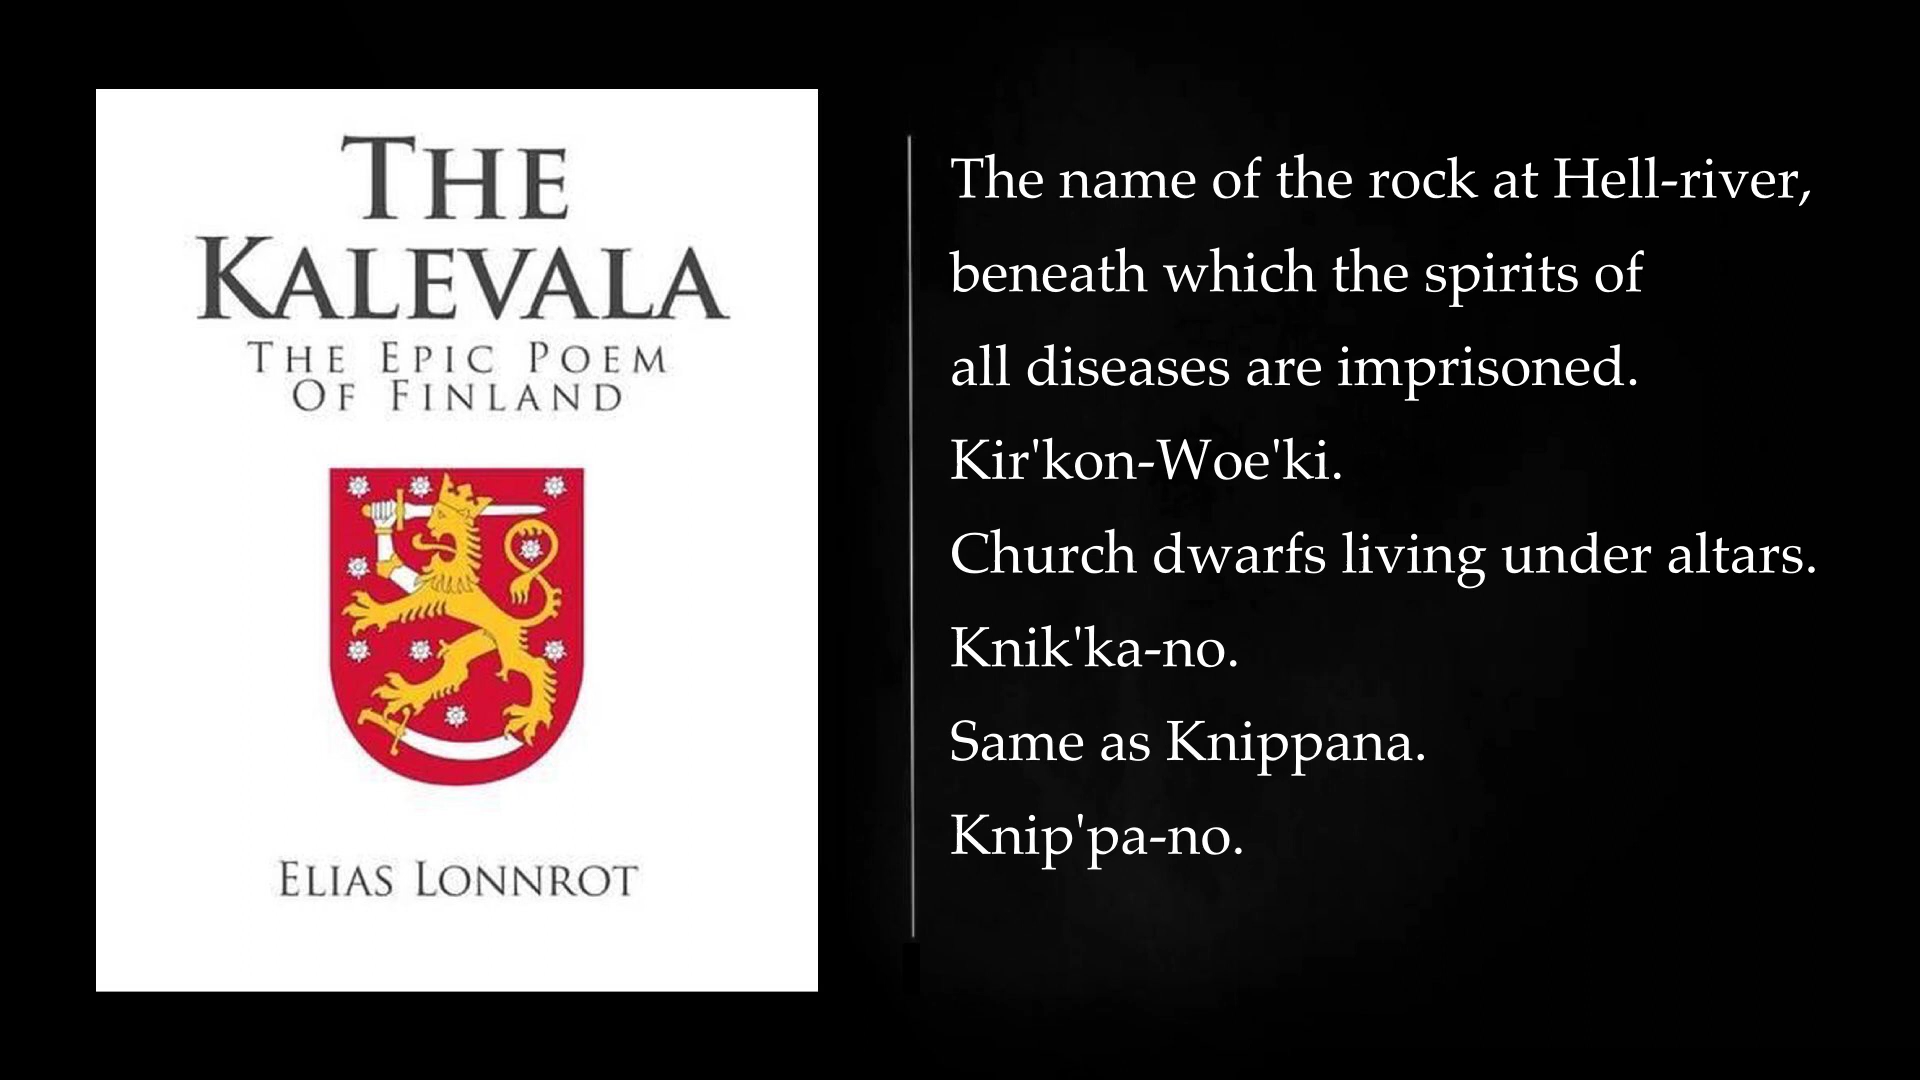 THE
KALEVALA
THE EPIC POEM
OF FINLAND
ELIAS LONNROT
The name of the rock at Hell-river,
beneath which the spirits of
all diseases are imprisoned.
Kir'kon-Woe'ki.
Church dwarfs living under altars.
Knik'ka-no.
Same as Knippana.
Knip'pa-no.